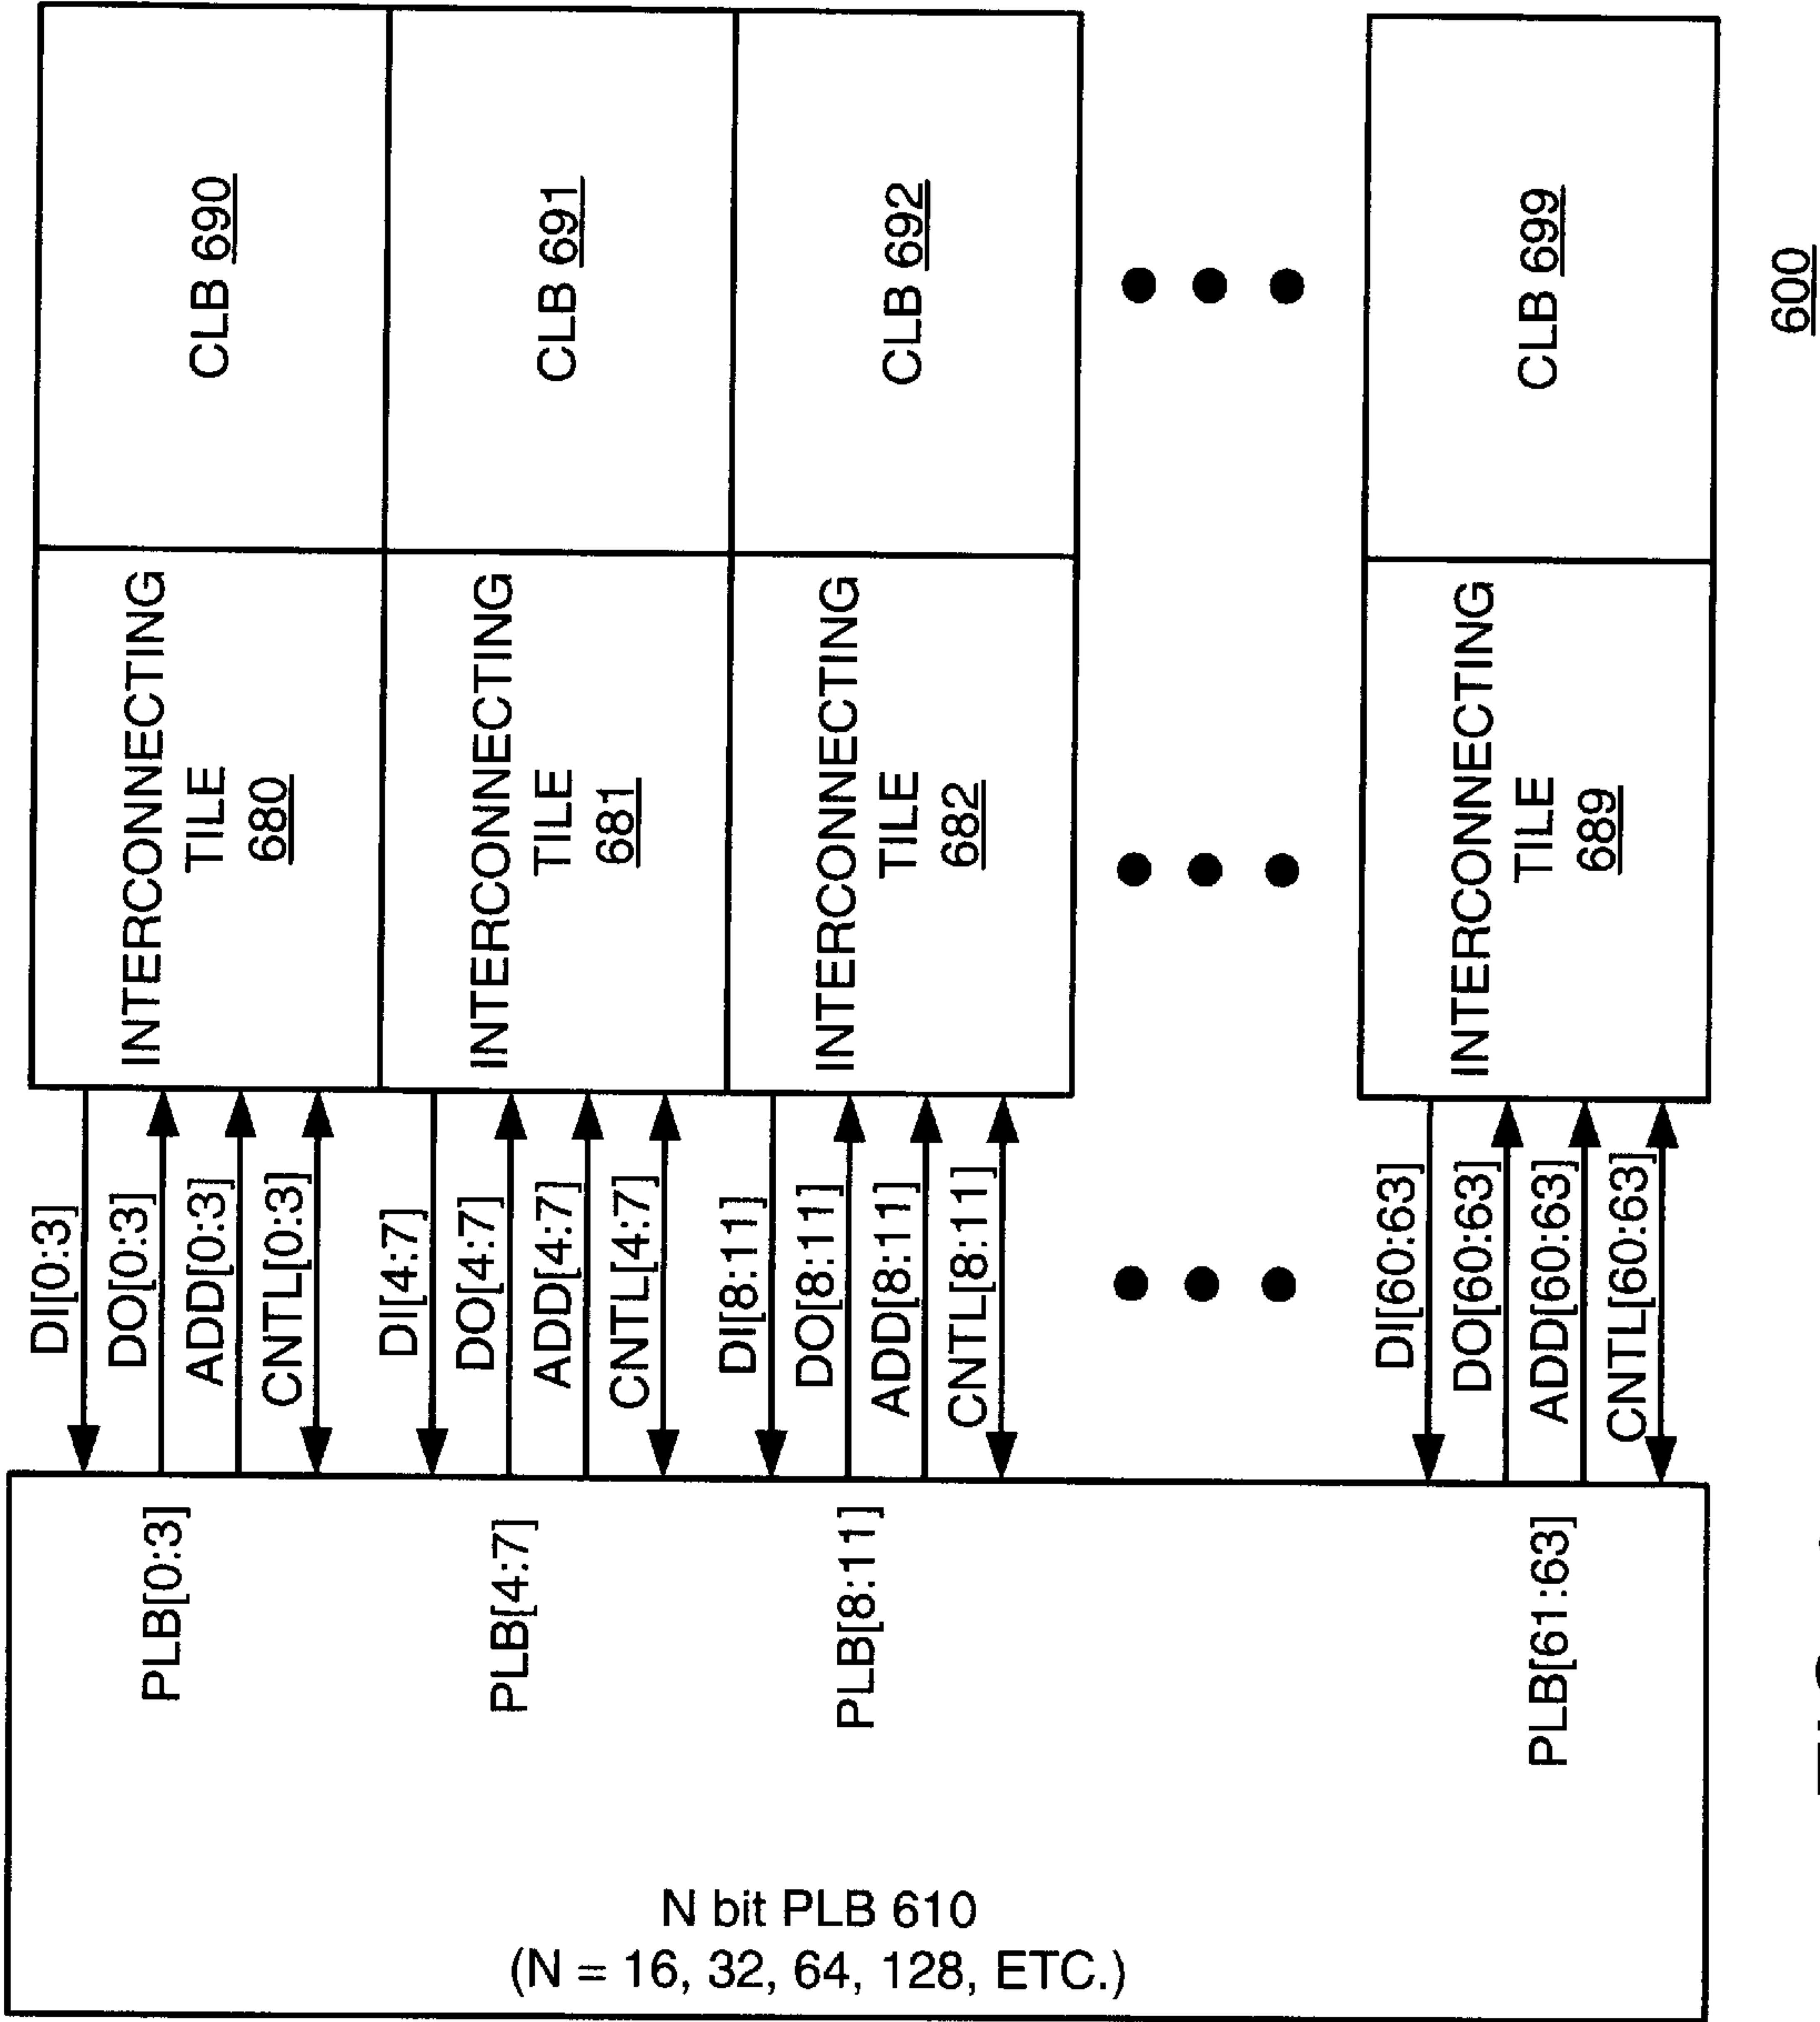 N bit PLB 610
(N = 16, 32, 64, 128, ETC.)
PLB[0:3]
DI[0:3]
DO[0:3]
ADD[0:3]
CNTL[0:3]
INTERCONNECTING
TILE
680
CLB 690
PLB[4:7]
DI[4:7]
DO[4:7]
ADD[4:7]
CNTL[4:7]
INTERCONNECTING
TILE
681
CLB 691
PLB[8:11]
DI[8:11]
DO[8:11]
ADD[8:11]
CNTL[8:11]
INTERCONNECTING
TILE
682
CLB 692
PLB[61:63]
DI[60:63]
DO[60:63]
ADD[60:63]
CNTL[60:63]
INTERCONNECTING
TILE
689
CLB 699
600